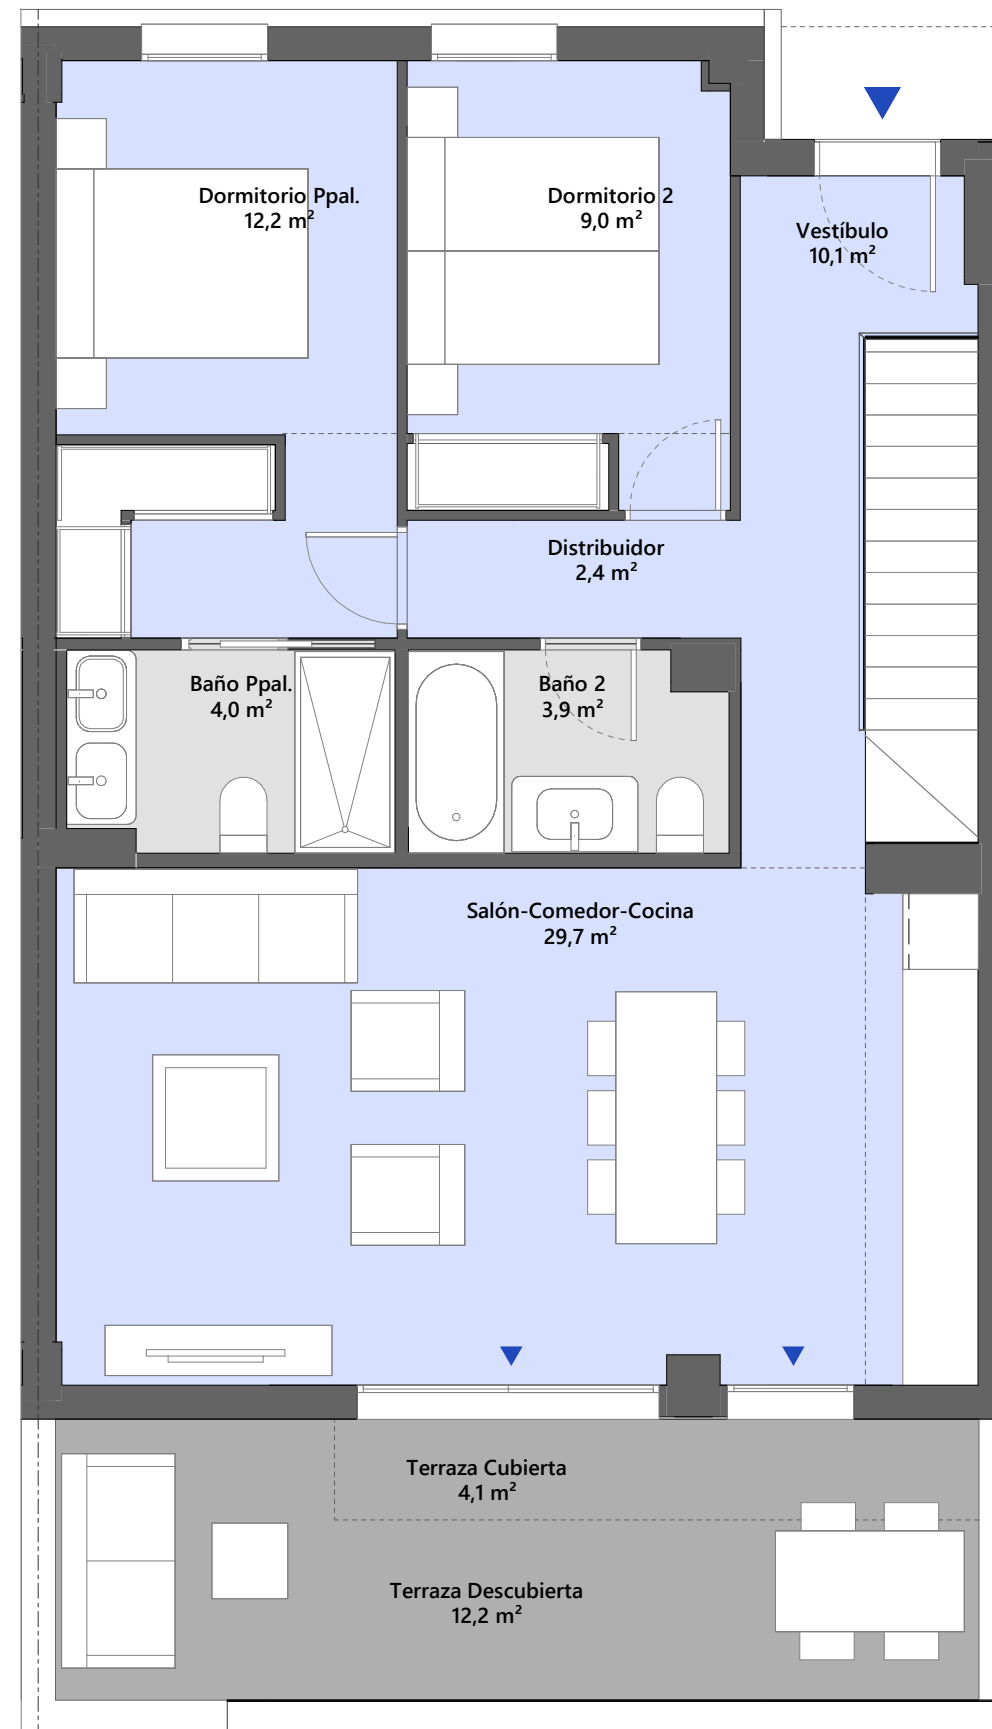 Dormitorio Ppal.
12,2 m²
Dormitorio 2
9,0 m²
Vestíbulo
10,1 m²
Distribuidor
2,4 m²
Baño Ppal.
4,0 m²
Baño 2
3,9 m²
Salón-Comedor-Cocina
29,7 m²
Terraza Cubierta
4,1 m²
Terraza Descubierta
12,2 m²